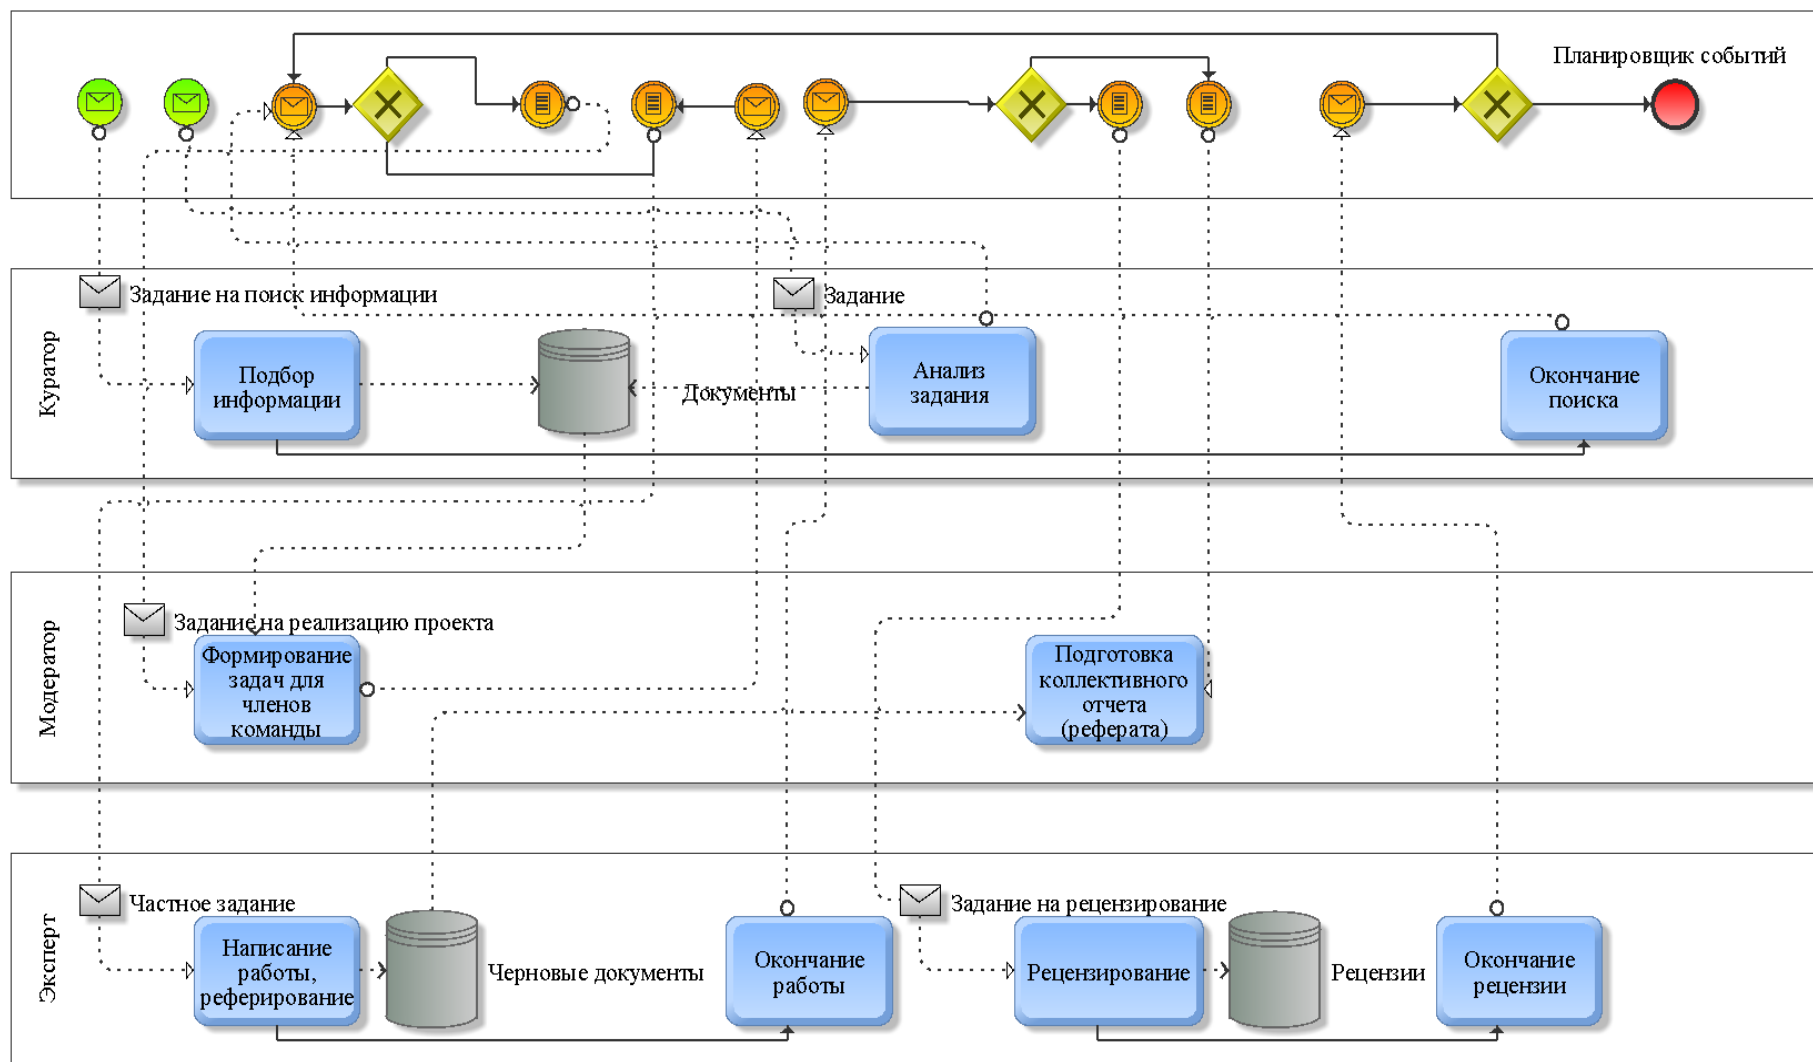 Планировщик событий
Куратор
Задание на поиск информации
Задание
Подбор
информации
Документы
Анализ
задания
Окончание
поиска
Модератор
Задание на реализацию проекта
Формирование
задач для
членов
команды
Подготовка
коллективного
отчета
(реферата)
Эксперт
Частное задание
Написание
работы,
реферирование
Черновые документы
Окончание
работы
Задание на рецензирование
Рецензирование
Рецензии
Окончание
рецензии